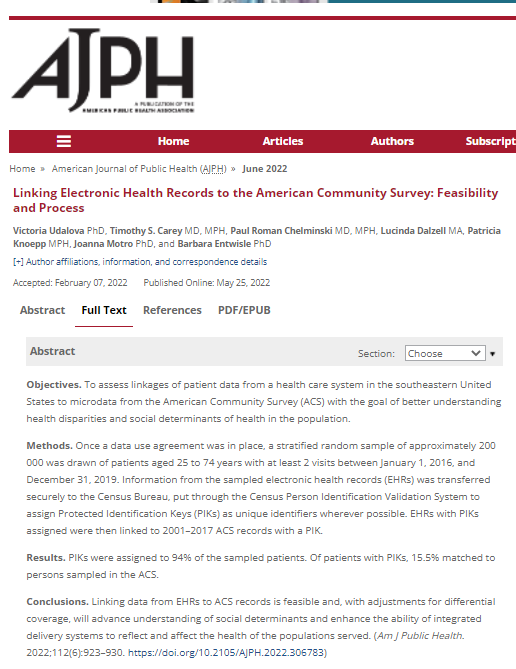 AJPH
A PUBLICATION OF THE
AMERICAN PUBLIC HEALTH ASSOCIATION
Home Articles Authors Subscript
Home » American Journal of Public Health (AJPH) » June 2022
Linking Electronic Health Records to the American Community Survey: Feasibility
and Process
Victoria Udalova PhD, Timothy S. Carey MD, MPH, Paul Roman Chelminski MD, MPH, Lucinda Dalzell MA, Patricia
Knoepp MPH, Joanna Motro PhD, and Barbara Entwisle PhD
[+] Author affiliations, information, and correspondence details
Accepted: February 07, 2022 Published Online: May 25, 2022
Abstract Full Text References PDF/EPUB
Abstract Section: Choose
Objectives. To assess linkages of patient data from a health care system in the southeastern United
States to microdata from the American Community Survey (ACS) with the goal of better understanding
health disparities and social determinants of health in the population.
Methods. Once a data use agreement was in place, a stratified random sample of approximately 200
000 was drawn of patients aged 25 to 74 years with at least 2 visits between January 1, 2016, and
December 31, 2019. Information from the sampled electronic health records (EHRs) was transferred
securely to the Census Bureau, put through the Census Person Identification Validation System to
assign Protected Identification Keys (PIKs) as unique identifiers wherever possible. EHRs with PIKs
assigned were then linked to 2001–2017 ACS records with a PIK.
Results. PIKs were assigned to 94% of the sampled patients. Of patients with PIKs, 15.5% matched to
persons sampled in the ACS.
Conclusions. Linking data from EHRs to ACS records is feasible and, with adjustments for differential
coverage, will advance understanding of social determinants and enhance the ability of integrated
delivery systems to reflect and affect the health of the populations served. (Am J Public Health.
2022;112(6):923–930. https://doi.org/10.2105/AJPH.2022.306783)